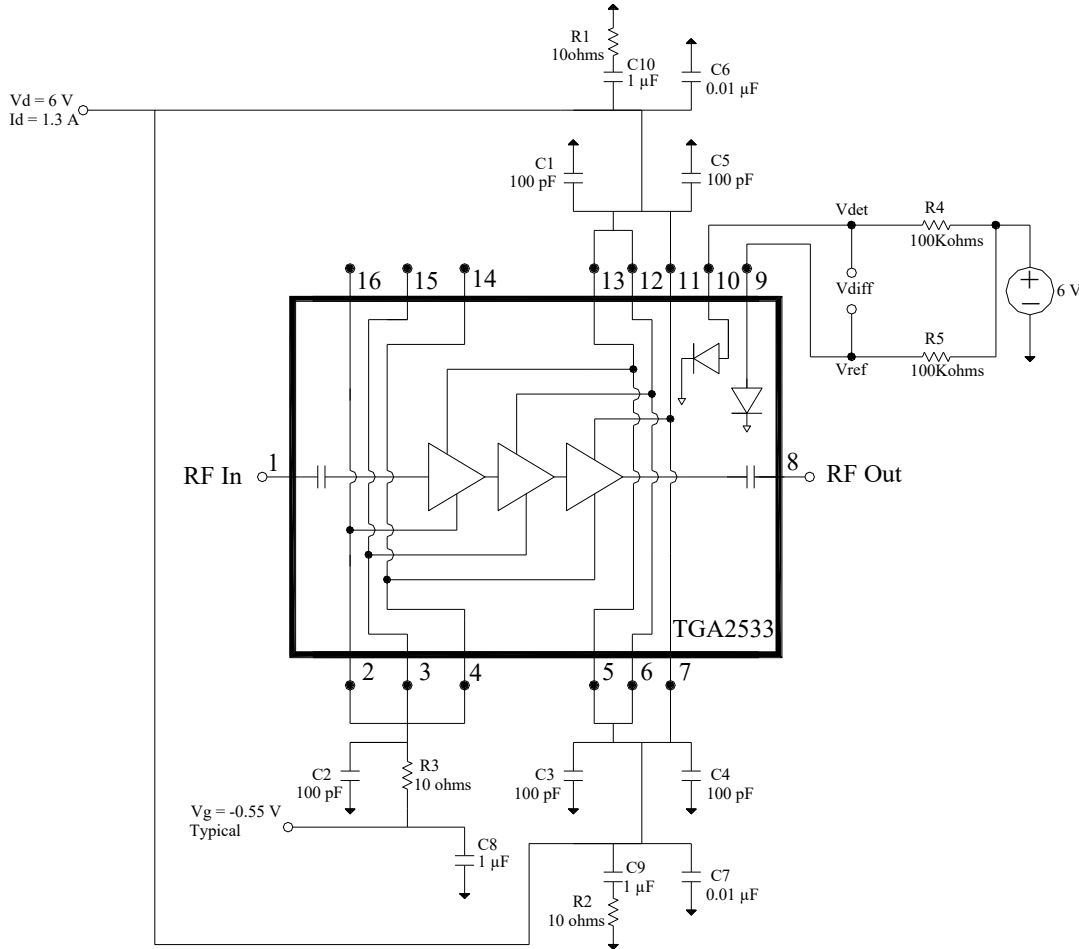 R1
10ohms
C10
1 µF
C6
0.01 µF
Vd = 6 V
Id = 1.3 A
C1
100 pF
C5
100 pF
Vdet
R4
100Kohms
Vdiff
6 V
R5
100Kohms
Vref
16
15
14
13
12
11
10
9
RF In
1
8
RF Out
TGA2533
2
3
4
5
6
7
C2
100 pF
R3
10 ohms
C3
100 pF
C4
100 pF
Vg = -0.55 V
Typical
C8
1 µF
C9
1 µF
C7
0.01 µF
R2
10 ohms